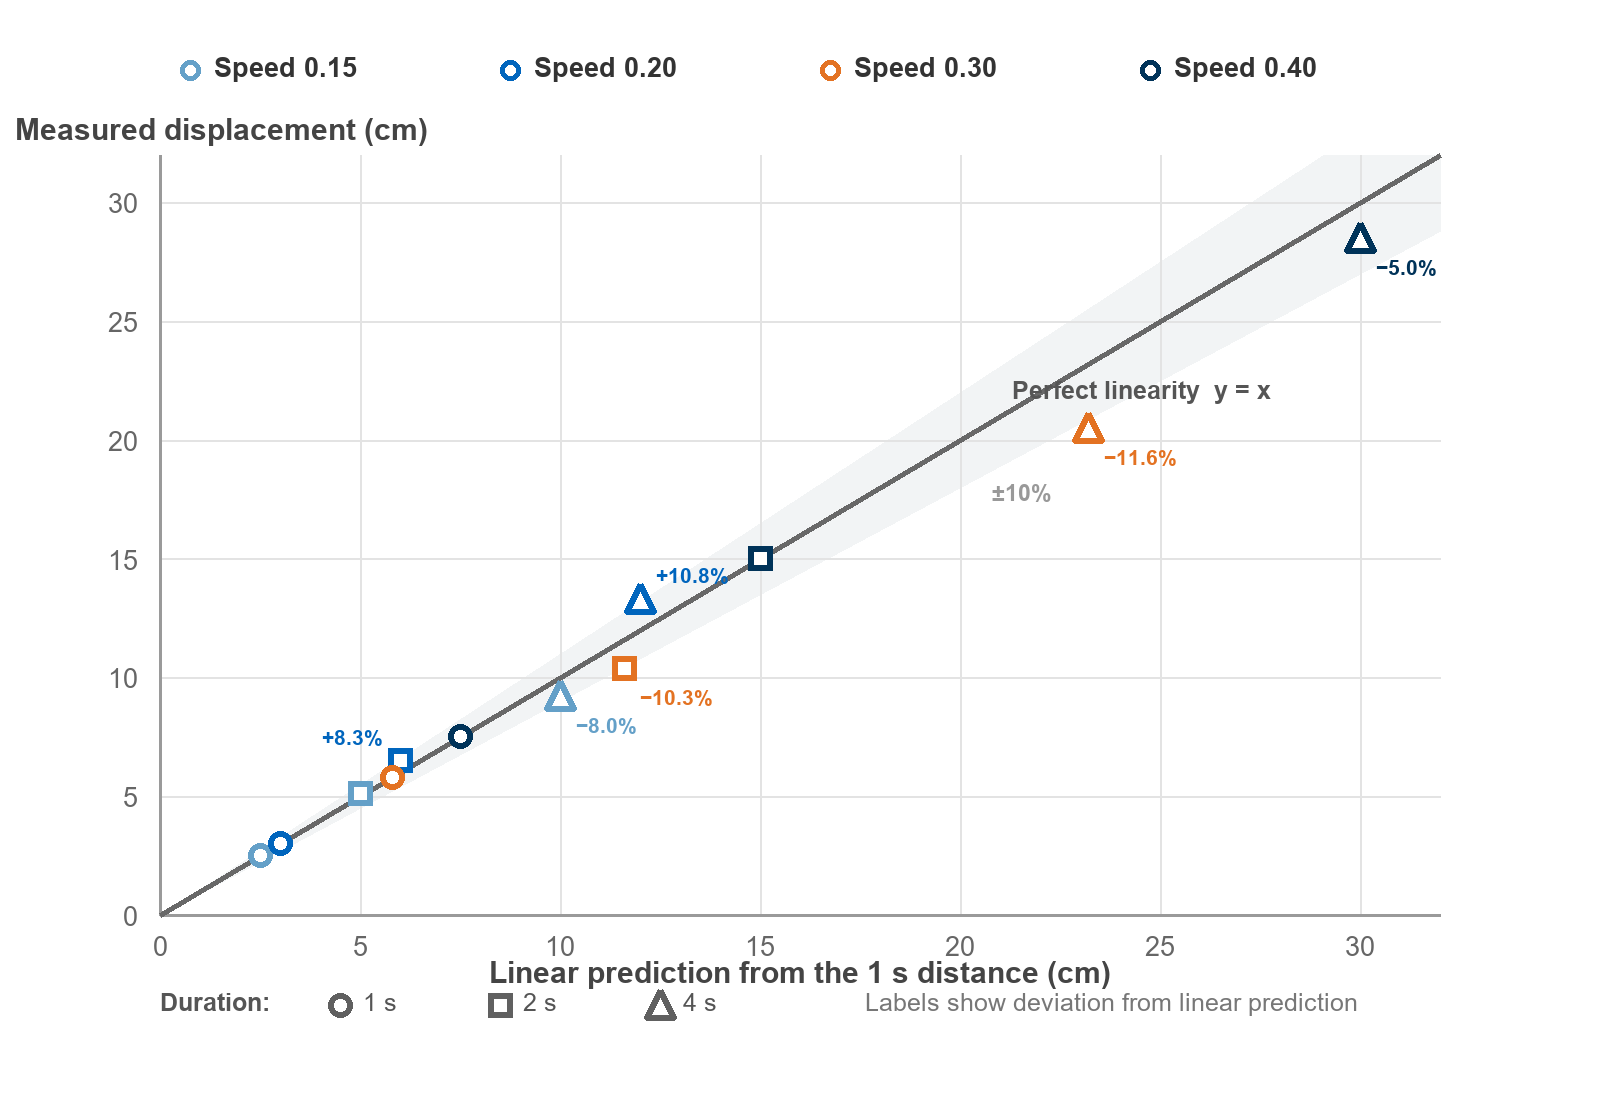 Speed 0.15 Speed 0.20 Speed 0.30 Speed 0.40
Measured displacement (cm)
30
25
20
15
10
5
0
Perfect linearity y = x
±10%
−5.0%
−11.6%
+10.8%
−10.3%
−8.0%
+8.3%
0 5 10 15 20 25 30
Linear prediction from the 1 s distance (cm)
Duration: 1 s 2 s 4 s Labels show deviation from linear prediction